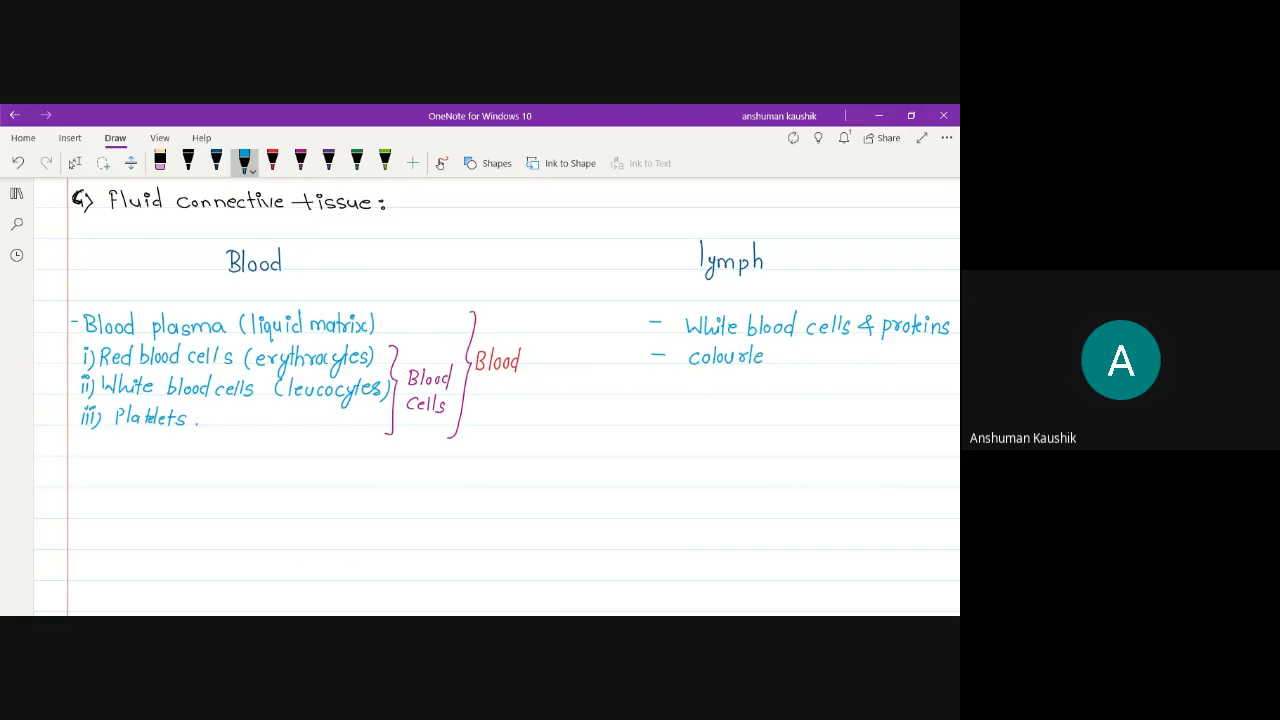 OneNote for Windows 10
anshuman kaushik
Home Insert Draw View Help
Share
Shapes Ink to Shape Ink to Text
Fluid connective tissue:
Blood
lymph
- Blood plasma (liquid matrix)
i) Red blood cells (erythrocytes)
ii) White blood cells (leucocytes)
iii) Platelets .
Blood
cells
Blood
- White blood cells & proteins
- colourle
A
Anshuman Kaushik